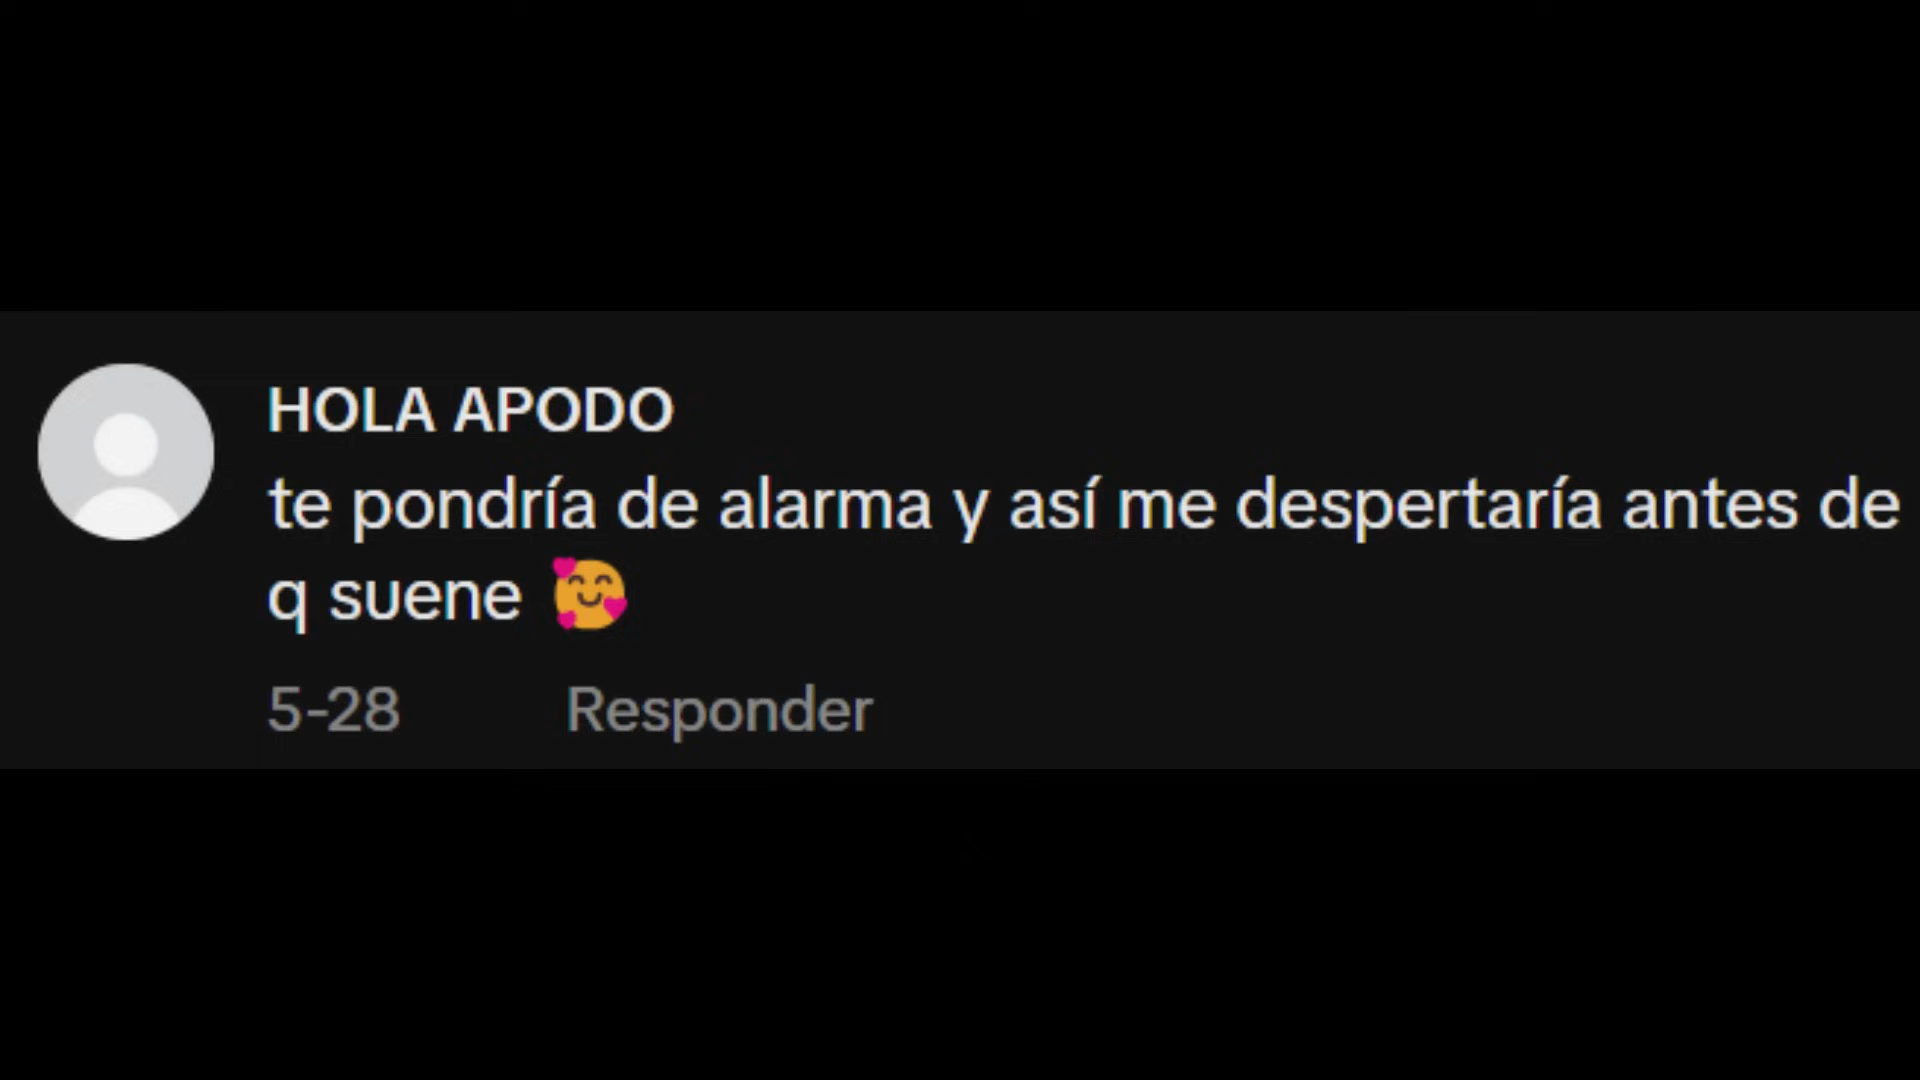 HOLA APODO
te pondría de alarma y así me despertaría antes de
q suene 🥰
5-28 Responder